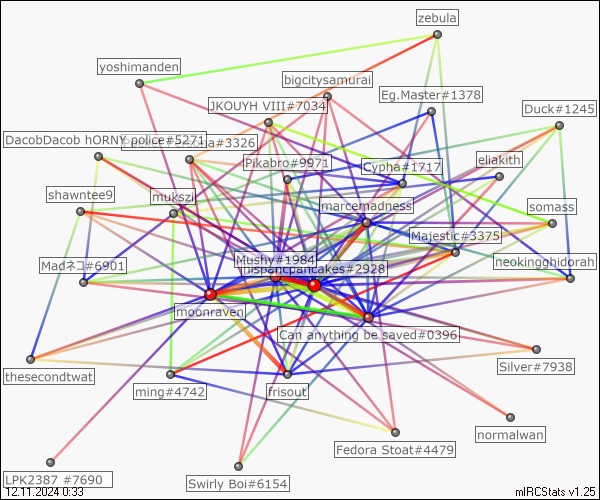 zebula
yoshimanden
bigcitysamurai
Eg.Master#1378
JKOUYH VIII#7034
Duck#1245
DacobDacob hORNY police#5271
a#3326
Pikabro#9971
Cypha#1717
eliakith
shawntee9
mukszi
marcemadness
somass
Majestic#3375
Mushy#1984
Madネコ#6901
hispanicpancakes#2928
neokingghidorah
moonraven
Can anything be saved#0396
thesecondtwat
Silver#7938
ming#4742
frisout
normalwan
Fedora Stoat#4479
LPK2387 #7690
Swirly Boi#6154
12.11.2024 0:33
mIRCStats v1.25